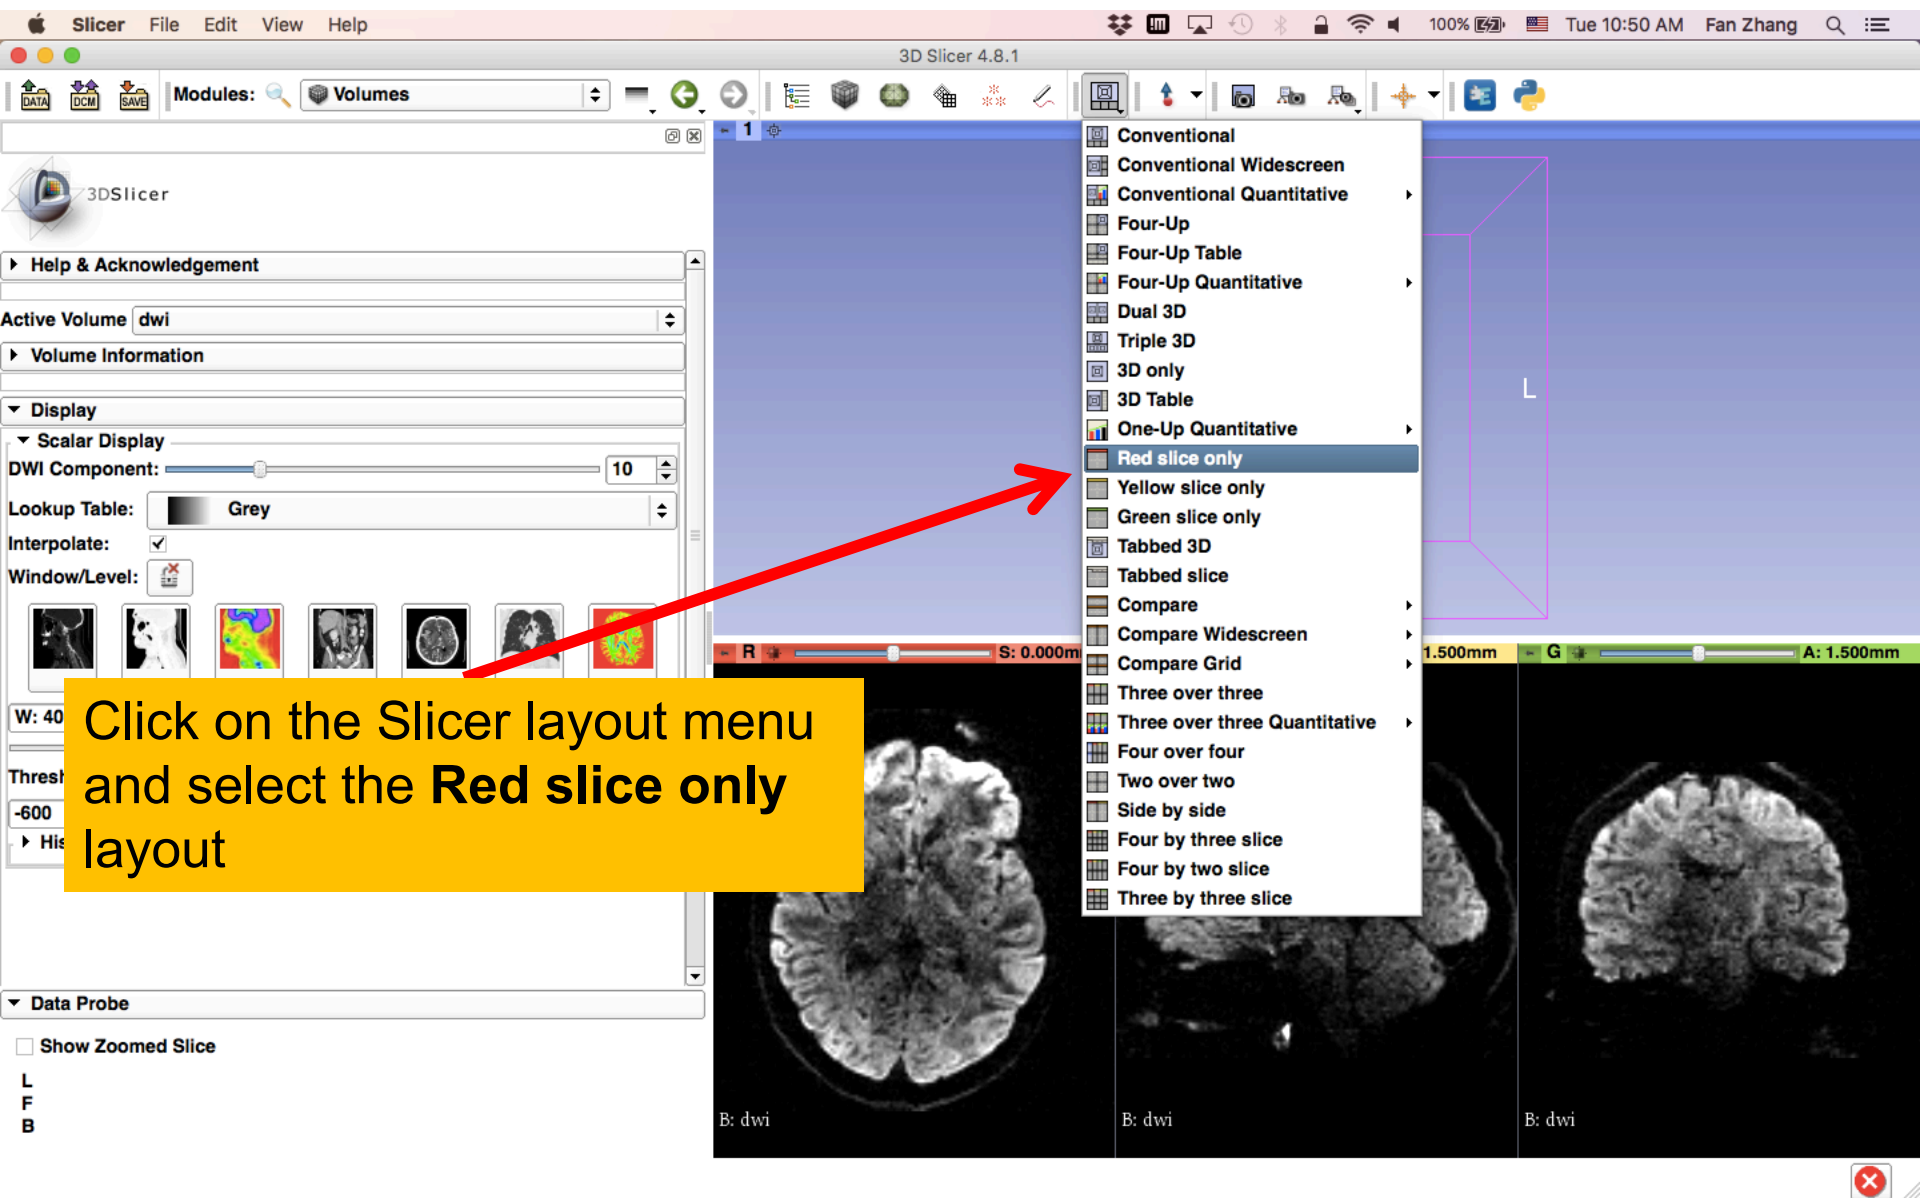 Slicer File Edit View Help 100% Tue 10:50 AM Fan Zhang
3D Slicer 4.8.1
DATA DCM SAVE Modules: Volumes
1
3DSlicer
Help & Acknowledgement
Active Volume dwi
Volume Information
Display
Scalar Display
DWI Component: 10
Lookup Table: Grey
Interpolate:
Window/Level:
W: 40
Thresh
-600
His
Click on the Slicer layout menu
and select the Red slice only
layout
Data Probe
Show Zoomed Slice
L
F
B
Conventional
Conventional Widescreen
Conventional Quantitative
Four-Up
Four-Up Table
Four-Up Quantitative
Dual 3D
Triple 3D
3D only
3D Table
One-Up Quantitative
Red slice only
Yellow slice only
Green slice only
Tabbed 3D
Tabbed slice
Compare
Compare Widescreen
Compare Grid
Three over three
Three over three Quantitative
Four over four
Two over two
Side by side
Four by three slice
Four by two slice
Three by three slice
L
R S: 0.000m 1.500mm G A: 1.500mm
B: dwi B: dwi B: dwi